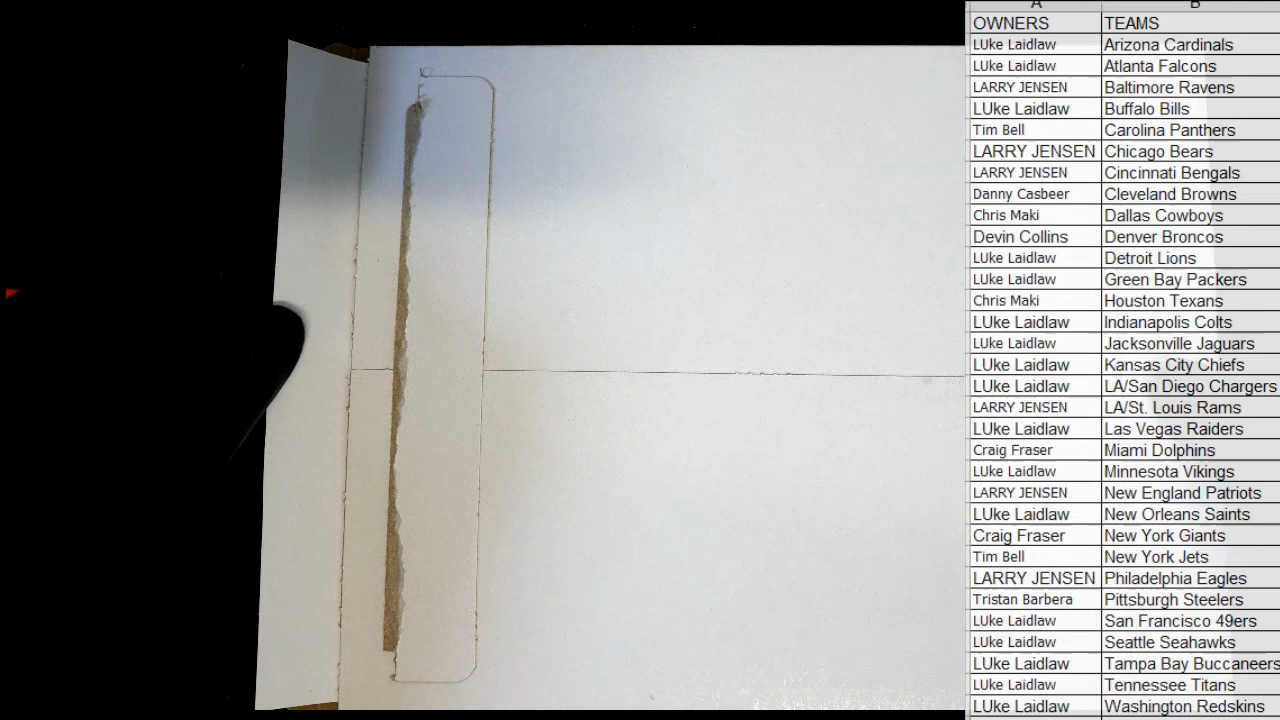 A B
OWNERS TEAMS
LUke Laidlaw Arizona Cardinals
LUke Laidlaw Atlanta Falcons
LARRY JENSEN Baltimore Ravens
LUke Laidlaw Buffalo Bills
Tim Bell Carolina Panthers
LARRY JENSEN Chicago Bears
LARRY JENSEN Cincinnati Bengals
Danny Casbeer Cleveland Browns
Chris Maki Dallas Cowboys
Devin Collins Denver Broncos
LUke Laidlaw Detroit Lions
LUke Laidlaw Green Bay Packers
Chris Maki Houston Texans
LUke Laidlaw Indianapolis Colts
LUke Laidlaw Jacksonville Jaguars
LUke Laidlaw Kansas City Chiefs
LUke Laidlaw LA/San Diego Chargers
LARRY JENSEN LA/St. Louis Rams
LUke Laidlaw Las Vegas Raiders
Craig Fraser Miami Dolphins
LUke Laidlaw Minnesota Vikings
LARRY JENSEN New England Patriots
LUke Laidlaw New Orleans Saints
Craig Fraser New York Giants
Tim Bell New York Jets
LARRY JENSEN Philadelphia Eagles
Tristan Barbera Pittsburgh Steelers
LUke Laidlaw San Francisco 49ers
LUke Laidlaw Seattle Seahawks
LUke Laidlaw Tampa Bay Buccaneers
LUke Laidlaw Tennessee Titans
LUke Laidlaw Washington Redskins